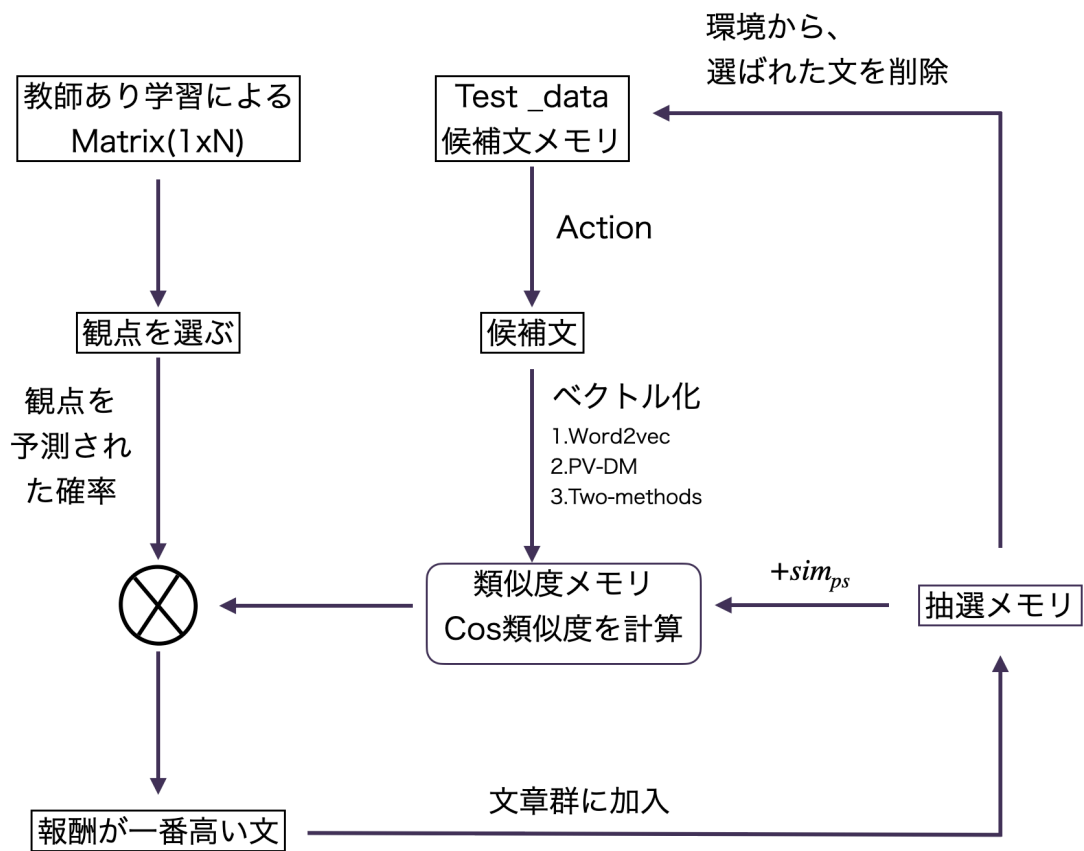 環境から、
選ばれた文を削除
教師あり学習による
Matrix(1xN)
Test _data
候補文メモリ
Action
観点を選ぶ
候補文
観点を
予測され
た確率
ベクトル化
1.Word2vec
2.PV-DM
3.Two-methods
類似度メモリ
Cos類似度を計算
+sim_ps
抽選メモリ
報酬が一番高い文
文章群に加入